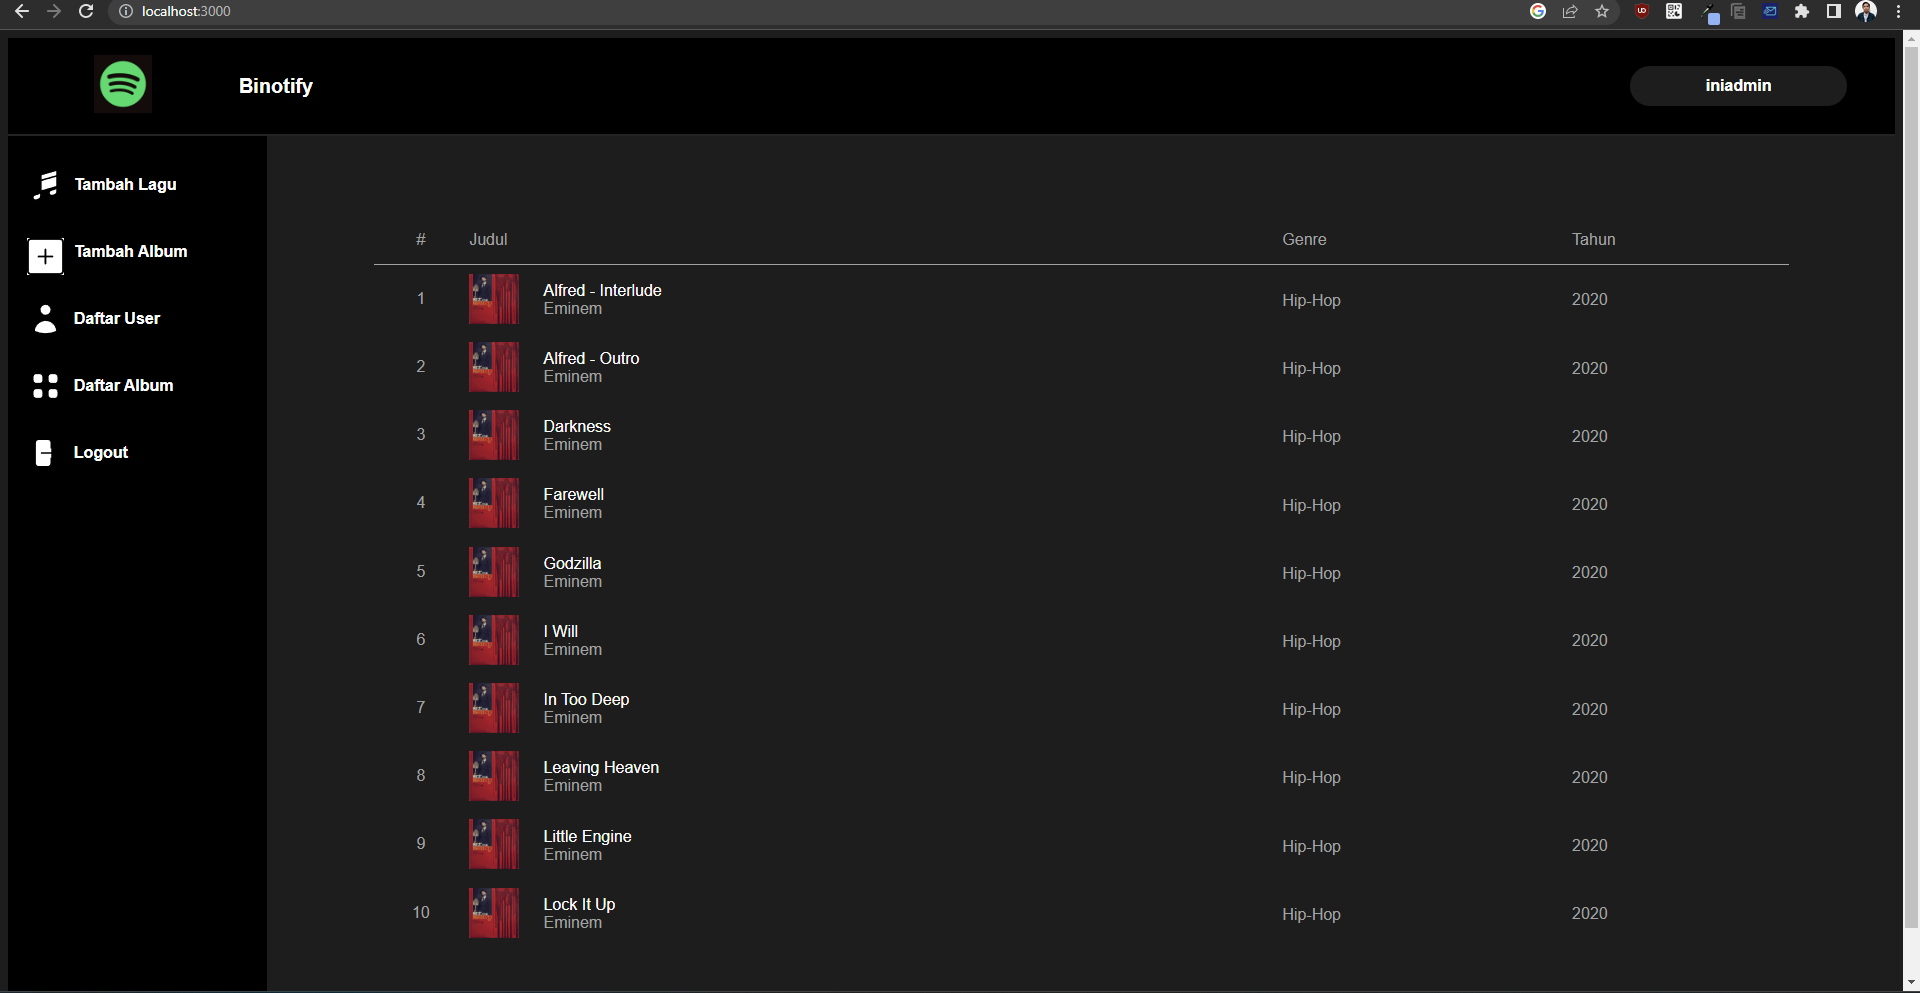 localhost:3000
Binotify
iniadmin
Tambah Lagu
Tambah Album
Daftar User
Daftar Album
Logout
# Judul Genre Tahun
1 Alfred - Interlude Hip-Hop 2020
Eminem
2 Alfred - Outro Hip-Hop 2020
Eminem
3 Darkness Hip-Hop 2020
Eminem
4 Farewell Hip-Hop 2020
Eminem
5 Godzilla Hip-Hop 2020
Eminem
6 I Will Hip-Hop 2020
Eminem
7 In Too Deep Hip-Hop 2020
Eminem
8 Leaving Heaven Hip-Hop 2020
Eminem
9 Little Engine Hip-Hop 2020
Eminem
10 Lock It Up Hip-Hop 2020
Eminem